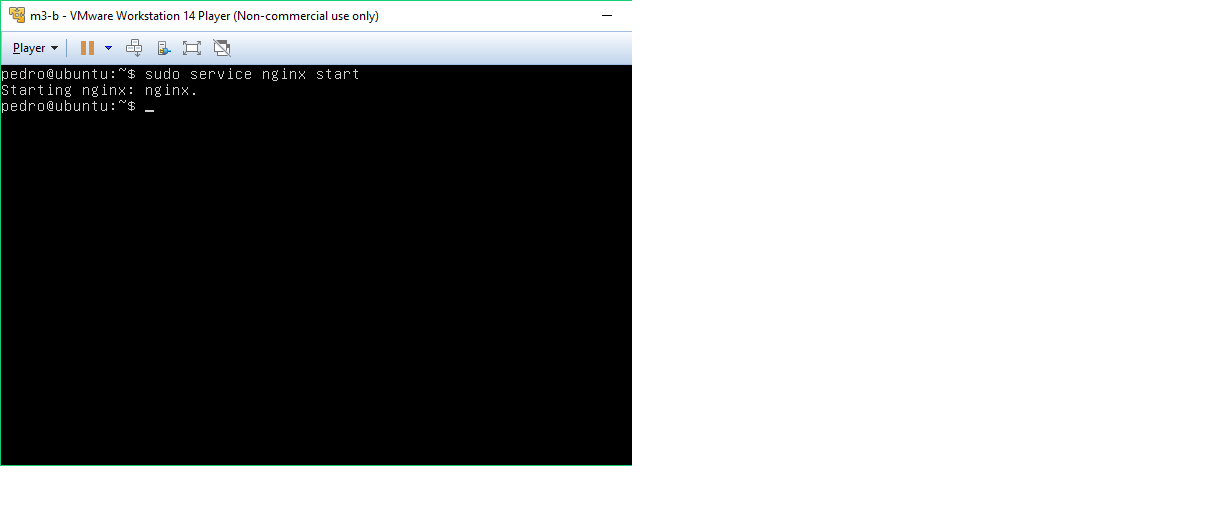 m3-b - VMware Workstation 14 Player (Non-commercial use only)
Player
pedro@ubuntu:~$ sudo service nginx start
Starting nginx: nginx.
pedro@ubuntu:~$ _